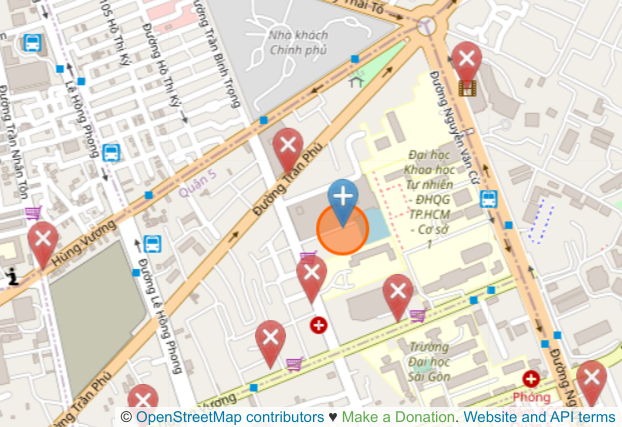 Thái Tổ
105 Hồ Thị Kỷ
Đường Hồ Thị Kỷ
Đường Trần Bình Trọng
Nhà khách
Chính phủ
Lê Hồng Phong
Đường Trần Nhân Tôn
Quận 5
Đường Trần Phú
Đường Nguyễn Văn Cừ
Đại học
Khoa học
Tự nhiên
- ĐHQG
TP.HCM
- Cơ sở
1
Hùng Vương
Đường Lê Hồng Phong
Trường
Đại học
Sài Gòn
Trần Phú
Vương
Phòng
© OpenStreetMap contributors ♥ Make a Donation. Website and API terms